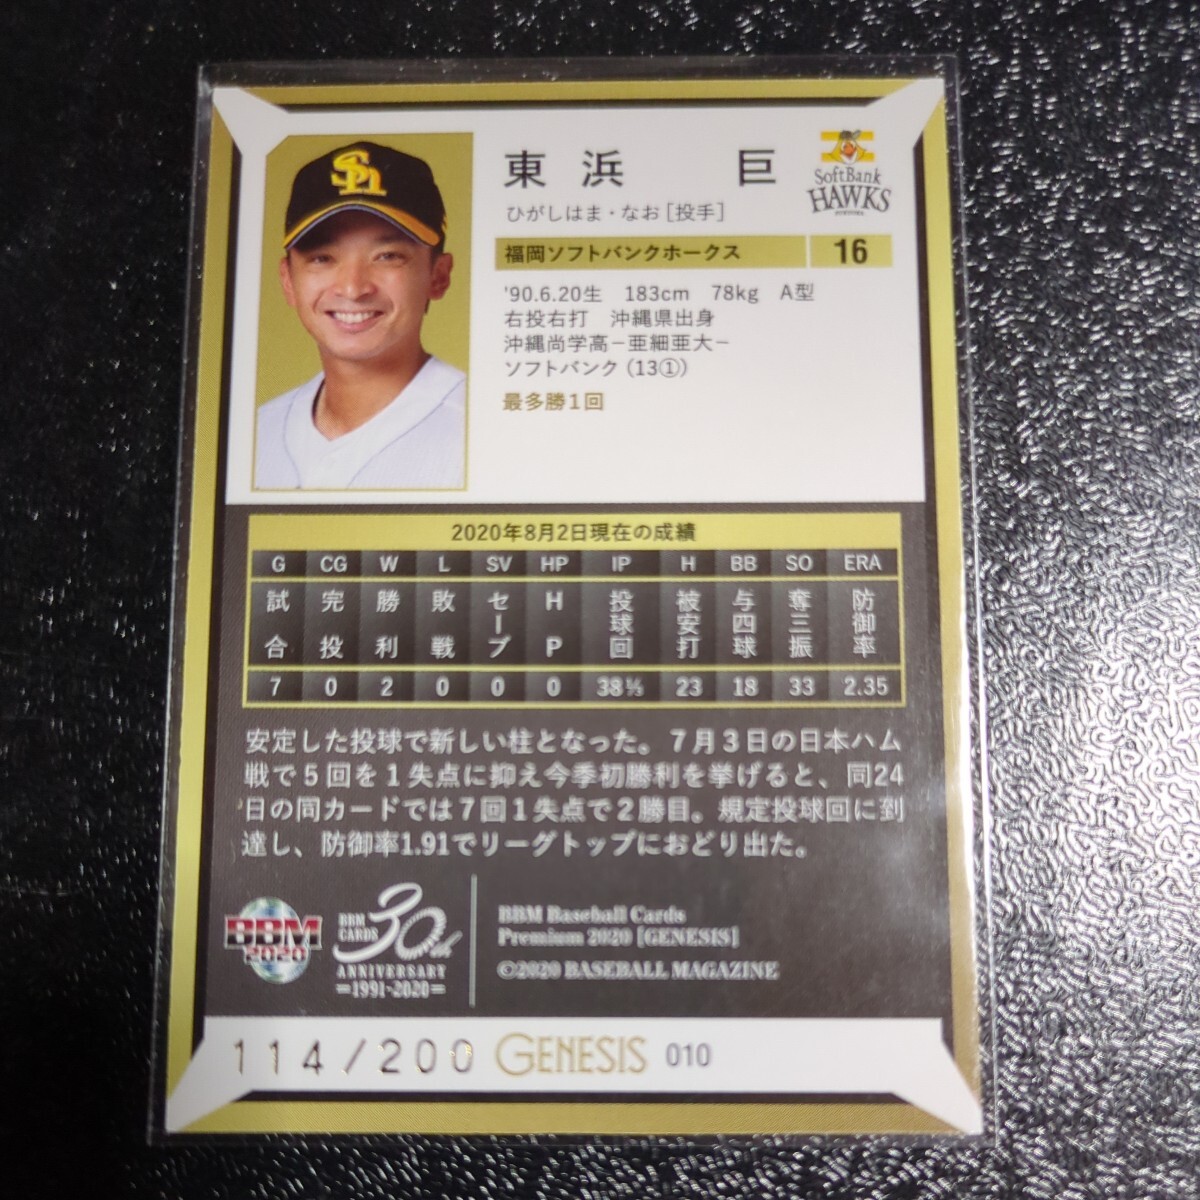 東浜 巨
ひがしはま・なお[投手]
SoftBank
HAWKS
福岡ソフトバンクホークス 16
'90.6.20生 183cm 78kg A型
右投右打 沖縄県出身
沖縄尚学高－亜細亜大－
ソフトバンク(13①)
最多勝1回
2020年8月2日現在の成績
G CG W L SV HP IP H BB SO ERA
試合 完投 勝利 敗戦 セーブ HP 投球回 被安打 与四球 奪三振 防御率
7 0 2 0 0 0 38⅓ 23 18 33 2.35
安定した投球で新しい柱となった。7月3日の日本ハム
戦で5回を1失点に抑え今季初勝利を挙げると、同24
日の同カードでは7回1失点で2勝目。規定投球回に到
達し、防御率1.91でリーグトップにおどり出た。
BBM
2020
BBM
CARDS
30th
ANNIVERSARY
1991-2020
BBM Baseball Cards
Premium 2020 [GENESIS]
©2020 BASEBALL MAGAZINE
114/200 GENESIS 010